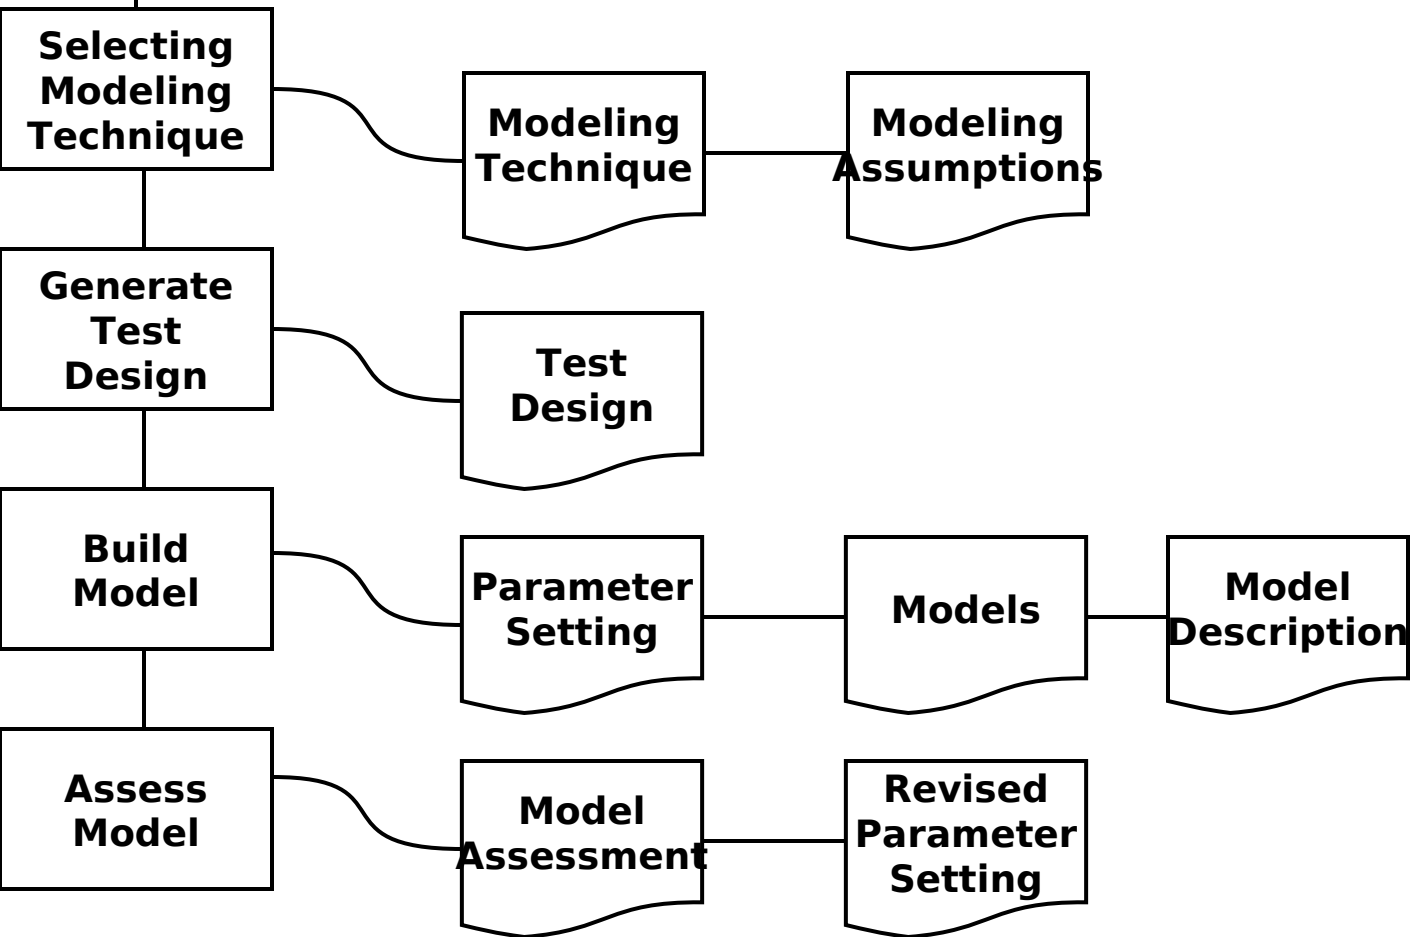 Selecting
Modeling
Technique
Modeling
Technique
Modeling
Assumptions
Generate
Test
Design
Test
Design
Build
Model
Parameter
Setting
Models
Model
Description
Assess
Model
Model
Assessment
Revised
Parameter
Setting